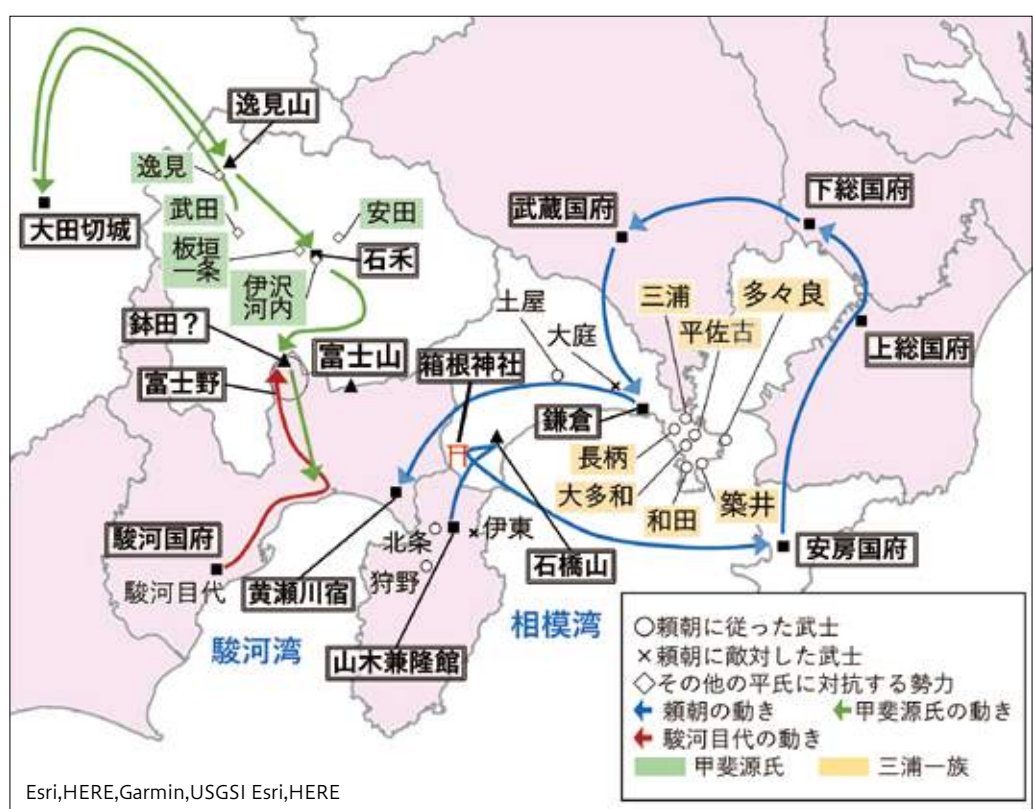 逸見山
逸見
武田
安田
大田切城
板垣
一条
石禾
伊沢
河内
鉢田？
富士山
富士野
箱根神社
土屋
大庭
武蔵国府
下総国府
三浦
平佐古
多々良
上総国府
鎌倉
長柄
大多和
和田
築井
安房国府
駿河国府
駿河目代
黄瀬川宿
北条
狩野
伊東
石橋山
山木兼隆館
駿河湾
相模湾
○頼朝に従った武士
×頼朝に敵対した武士
◇その他の平氏に対抗する勢力
頼朝の動き
甲斐源氏の動き
駿河目代の動き
甲斐源氏
三浦一族
Esri,HERE,Garmin,USGSI Esri,HERE